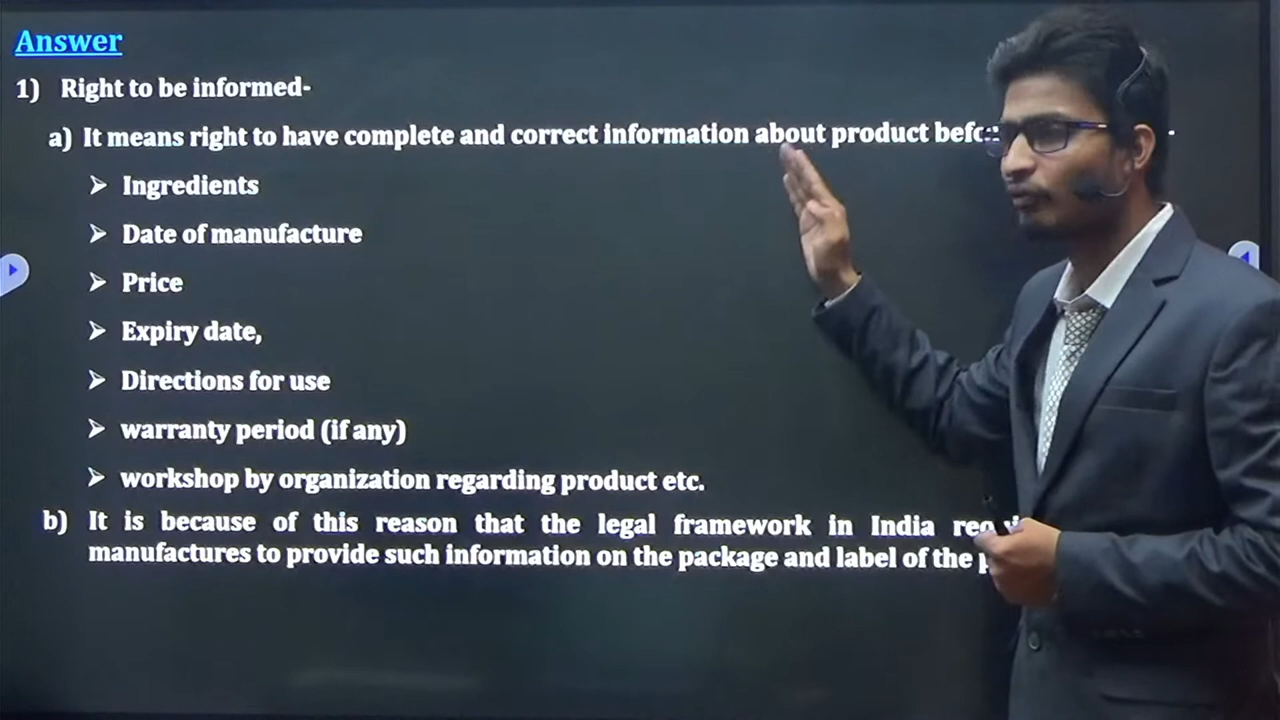 Answer
1) Right to be informed-
a) It means right to have complete and correct information about product
➢ Ingredients
➢ Date of manufacture
➢ Price
➢ Expiry date,
➢ Directions for use
➢ warranty period (if any)
➢ workshop by organization regarding product etc.
b) It is because of this reason that the legal framework in India
manufactures to provide such information on the package and label of the